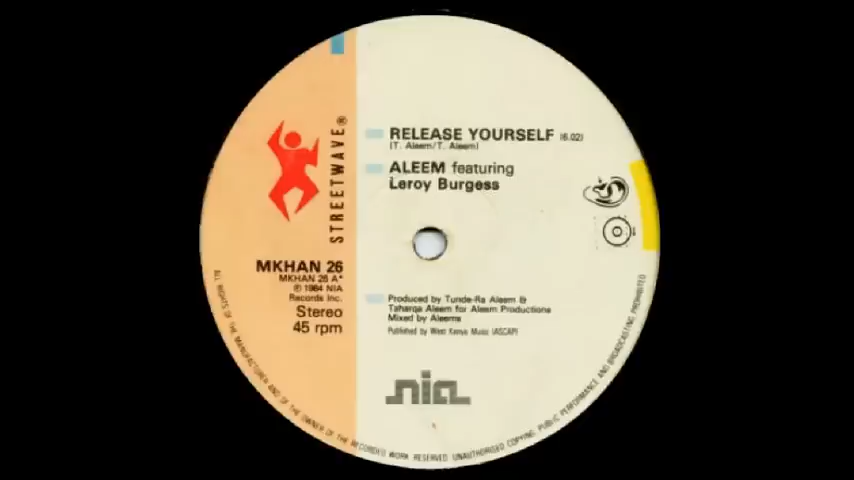 RELEASE YOURSELF (6.02)
(T. Aleem/T. Aleem)
ALEEM featuring
Leroy Burgess
STREETWAVE®
MKHAN 26
MKHAN 26 A*
℗ 1984 NIA
Records Inc.
Stereo
45 rpm
Produced by Tunde-Ra Aleem &
Taharqa Aleem for Aleem Productions
Mixed by Aleems
Published by West Kenya Music (ASCAP)
nia
ALL RIGHTS OF THE MANUFACTURER AND OF THE OWNER OF THE RECORDED WORK RESERVED. UNAUTHORISED COPYING, PUBLIC PERFORMANCE AND BROADCASTING PROHIBITED